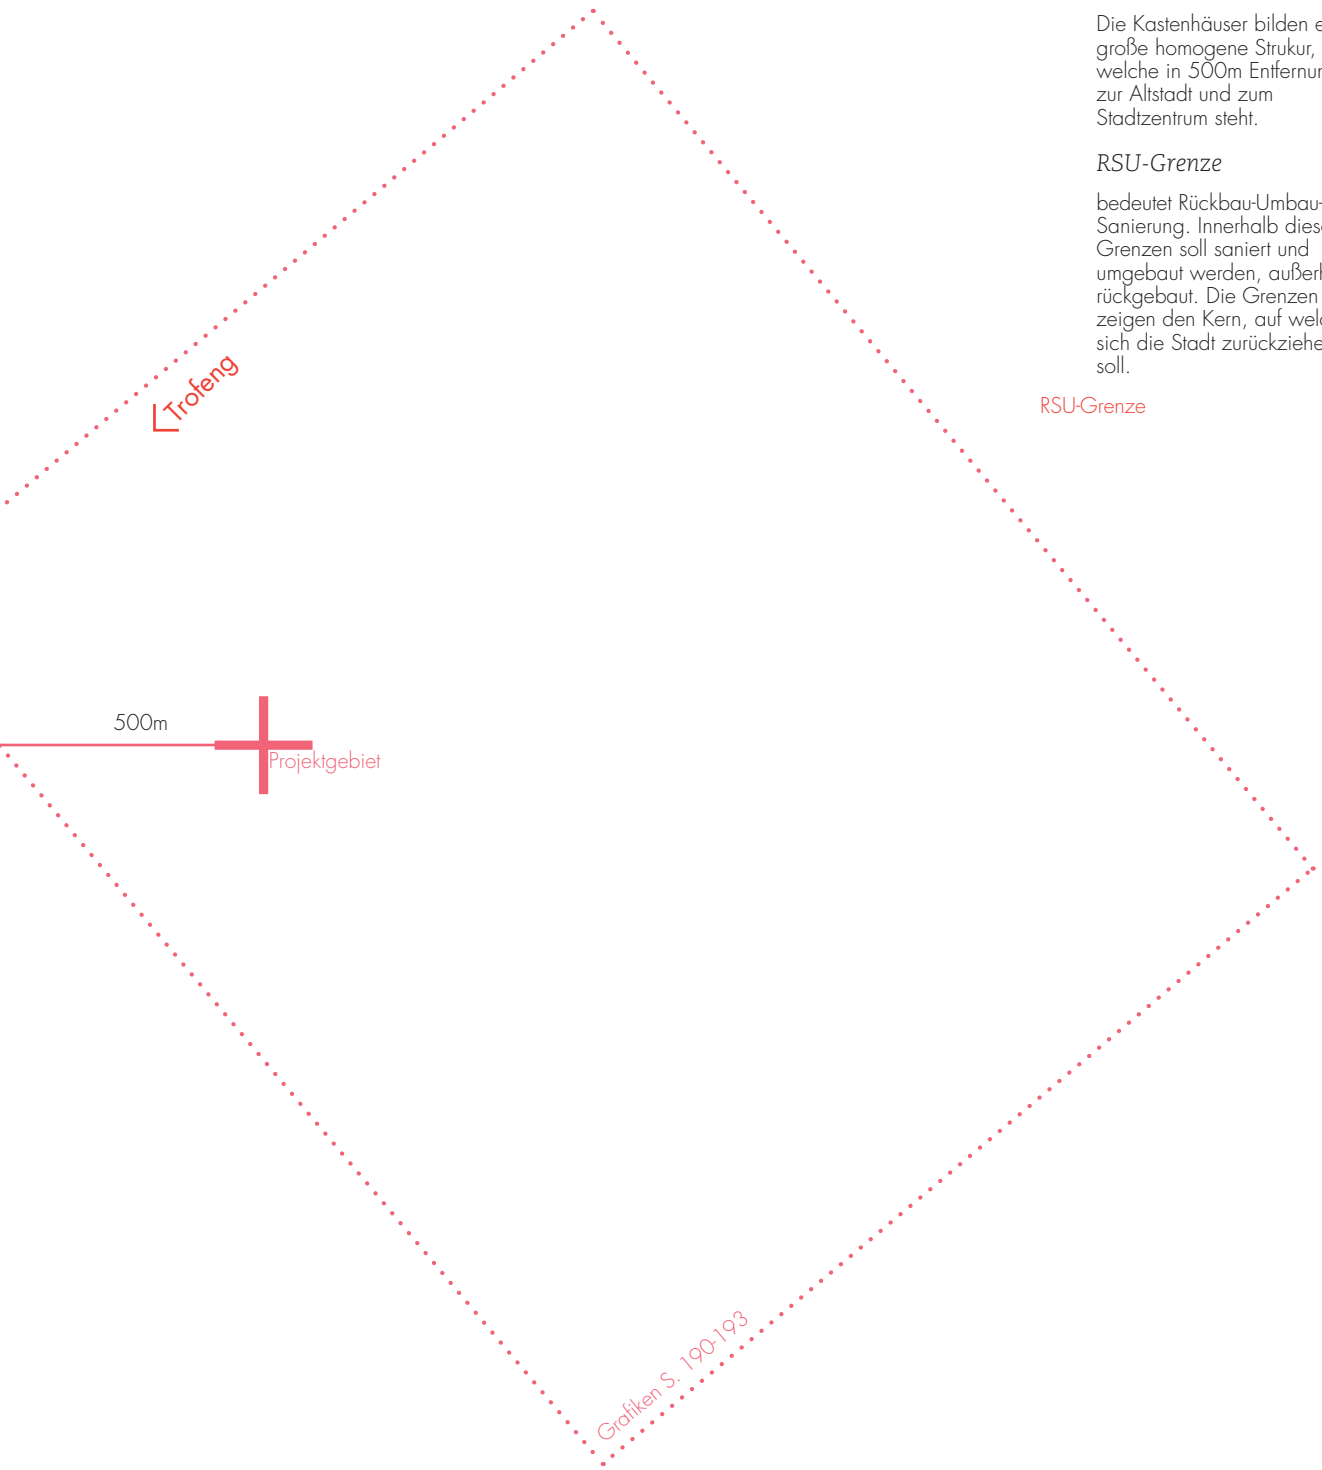 Die Kastenhäuser bilden e
große homogene Strukur,
welche in 500m Entfernun
zur Altstadt und zum
Stadtzentrum steht.
RSU-Grenze
bedeutet Rückbau-Umbau-
Sanierung. Innerhalb diese
Grenzen soll saniert und
umgebaut werden, außerh
rückgebaut. Die Grenzen
zeigen den Kern, auf welc
sich die Stadt zurückziehe
soll.
RSU-Grenze
Trofeng
500m
Projektgebiet
Grafiken S. 190-193